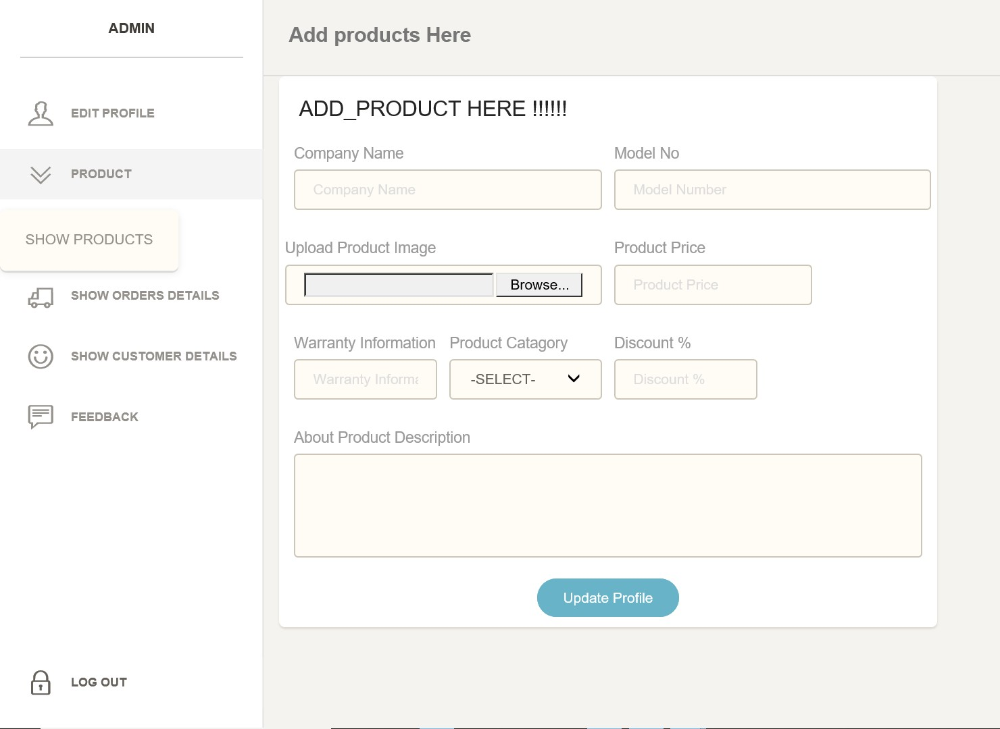 ADMIN
EDIT PROFILE
PRODUCT
SHOW PRODUCTS
SHOW ORDERS DETAILS
SHOW CUSTOMER DETAILS
FEEDBACK
LOG OUT
Add products Here
ADD_PRODUCT HERE !!!!!!
Company Name
Model No
Company Name
Model Number
Upload Product Image
Product Price
Browse...
Product Price
Warranty Information
Product Catagory
Discount %
Warranty Informa
-SELECT-
Discount %
About Product Description
Update Profile